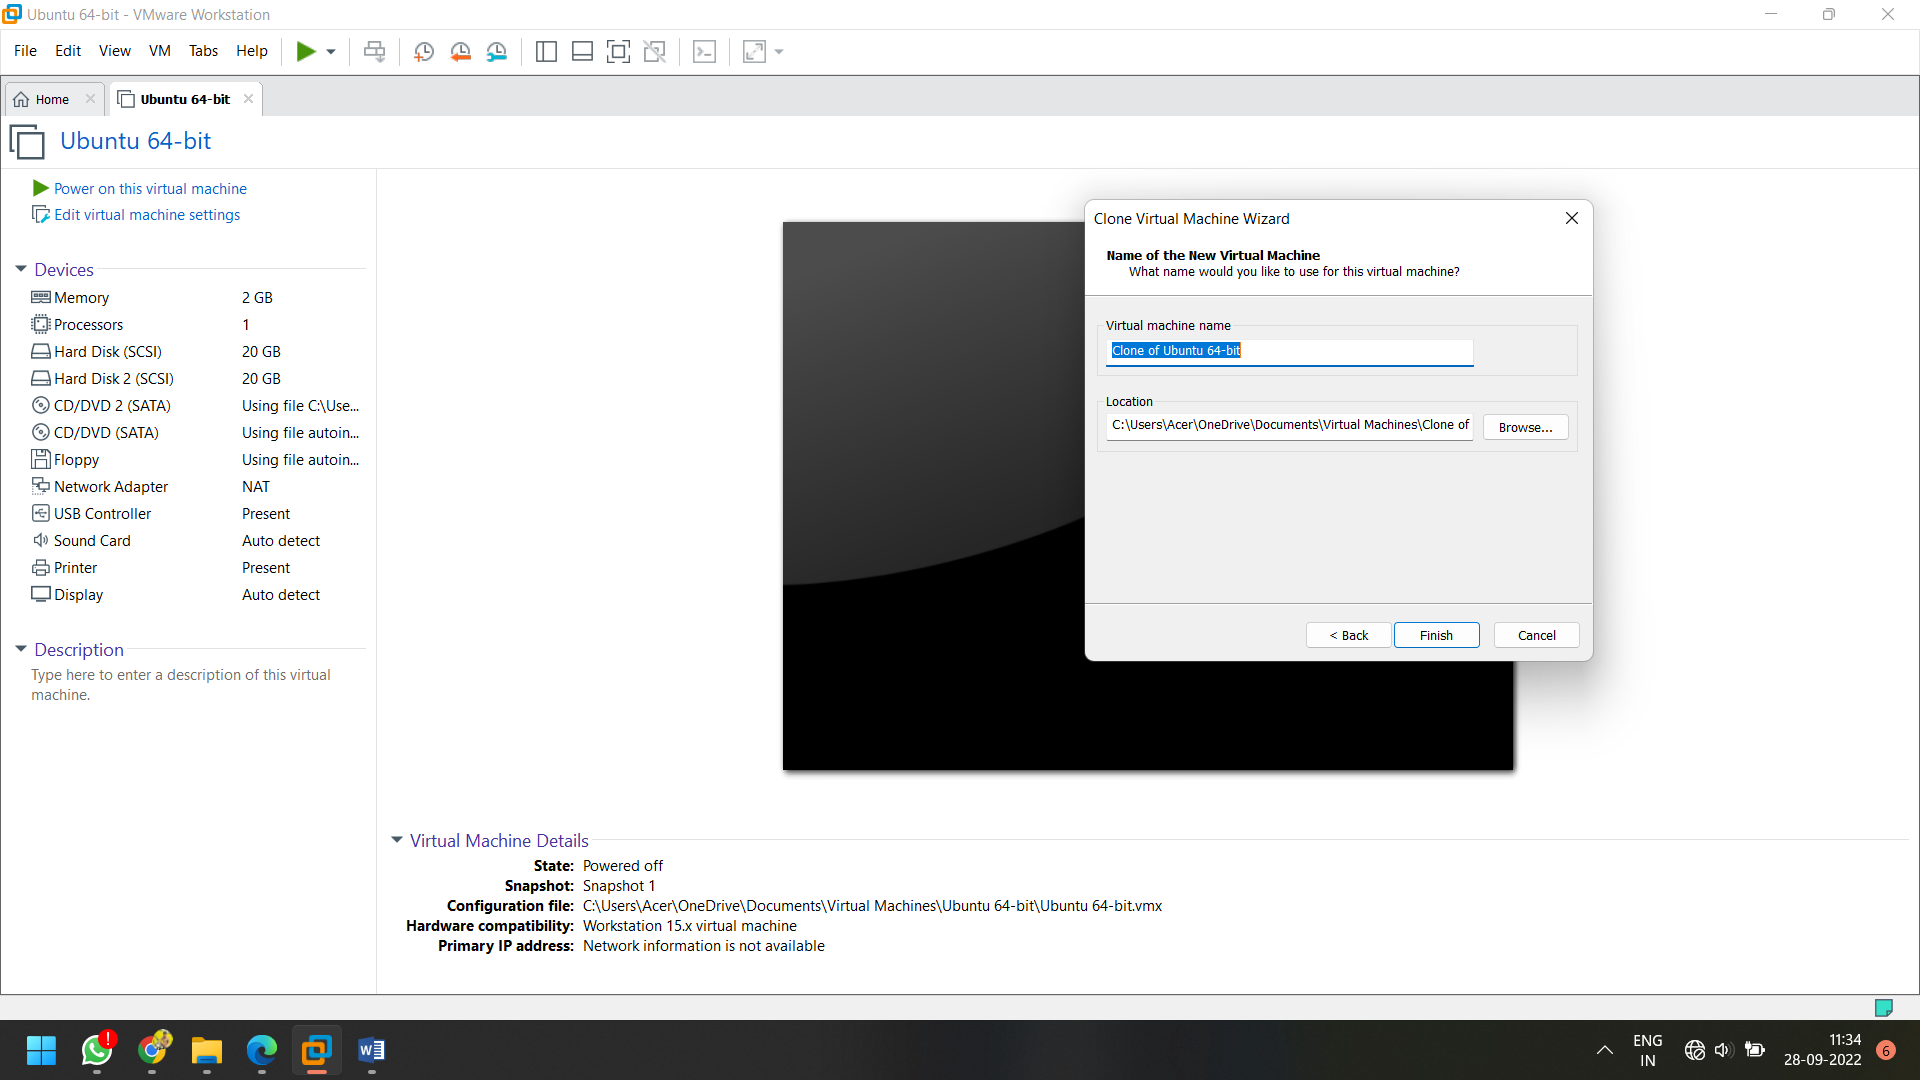 Ubuntu 64-bit - VMware Workstation
File Edit View VM Tabs Help
Home Ubuntu 64-bit
Ubuntu 64-bit
Power on this virtual machine
Edit virtual machine settings
Devices
Memory 2 GB
Processors 1
Hard Disk (SCSI) 20 GB
Hard Disk 2 (SCSI) 20 GB
CD/DVD 2 (SATA) Using file C:\Use...
CD/DVD (SATA) Using file autoin...
Floppy Using file autoin...
Network Adapter NAT
USB Controller Present
Sound Card Auto detect
Printer Present
Display Auto detect
Description
Type here to enter a description of this virtual
machine.
Clone Virtual Machine Wizard
Name of the New Virtual Machine
What name would you like to use for this virtual machine?
Virtual machine name
Clone of Ubuntu 64-bit
Location
C:\Users\Acer\OneDrive\Documents\Virtual Machines\Clone of
Browse...
< Back Finish Cancel
Virtual Machine Details
State: Powered off
Snapshot: Snapshot 1
Configuration file: C:\Users\Acer\OneDrive\Documents\Virtual Machines\Ubuntu 64-bit\Ubuntu 64-bit.vmx
Hardware compatibility: Workstation 15.x virtual machine
Primary IP address: Network information is not available
ENG
IN
11:34
28-09-2022
6